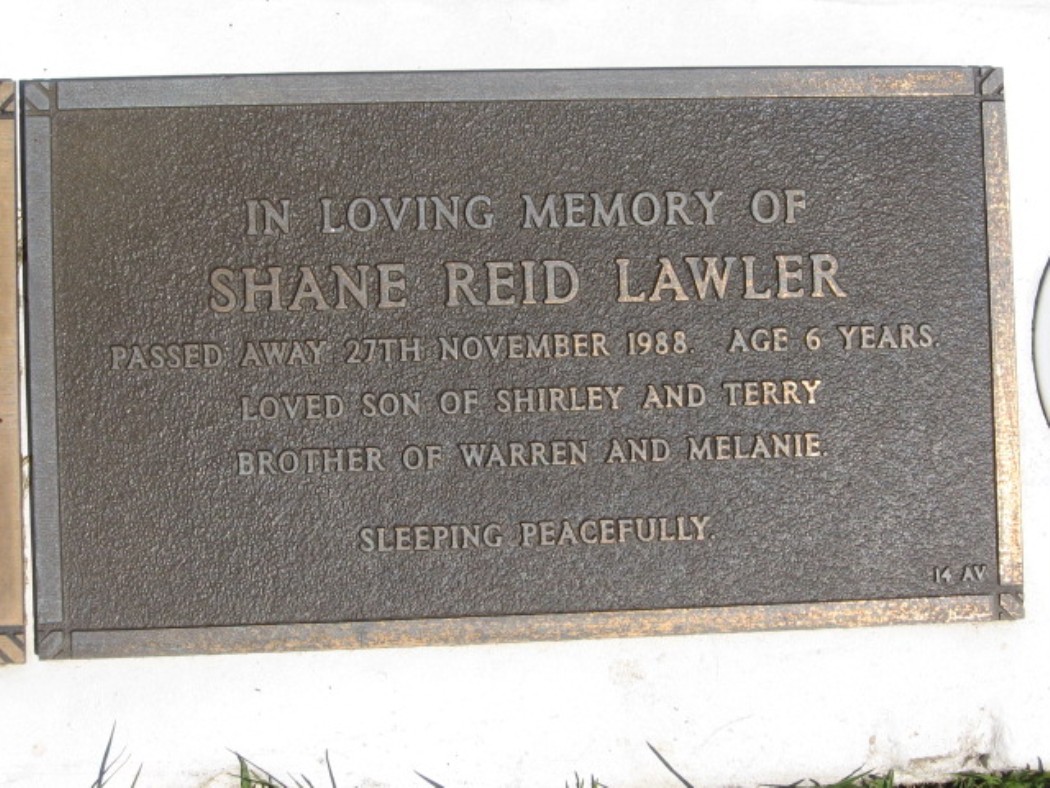 IN LOVING MEMORY OF
SHANE REID LAWLER
PASSED AWAY 27TH NOVEMBER 1988. AGE 6 YEARS.
LOVED SON OF SHIRLEY AND TERRY
BROTHER OF WARREN AND MELANIE.
SLEEPING PEACEFULLY.
14 AV